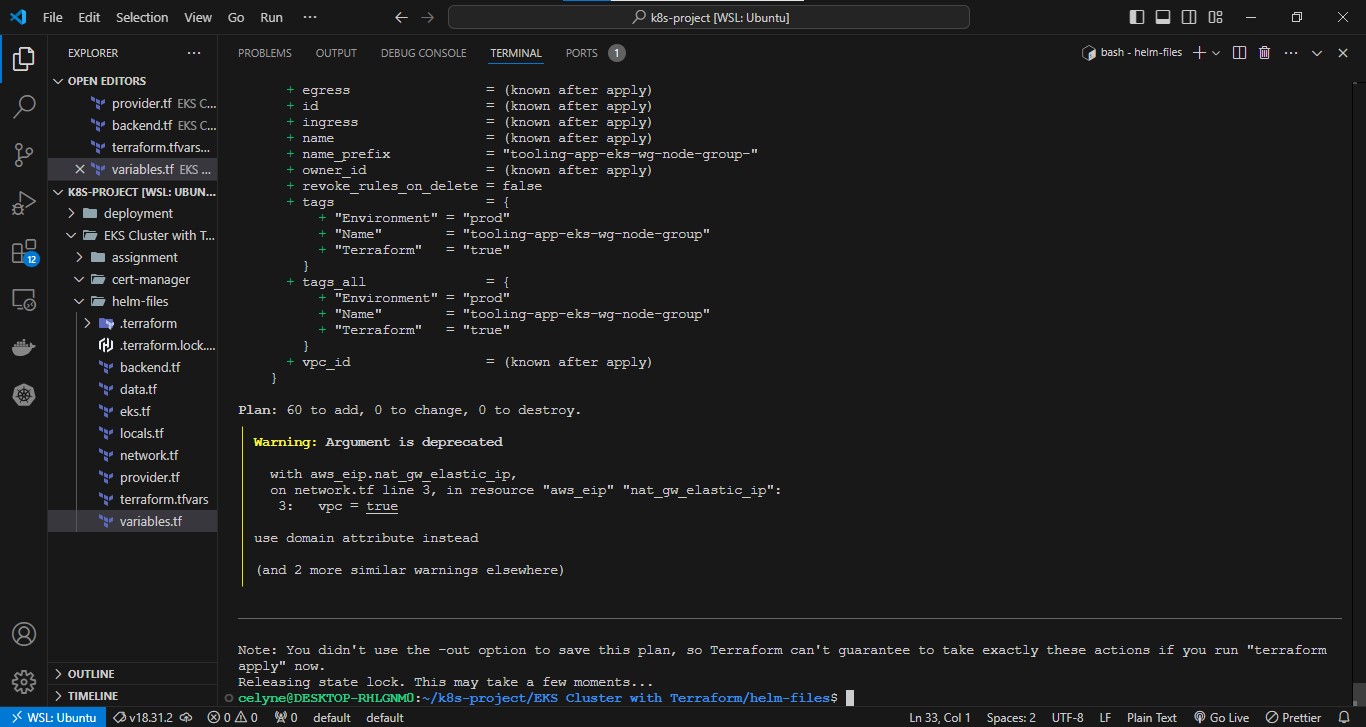 File Edit Selection View Go Run ··· k8s-project [WSL: Ubuntu]
EXPLORER ···
OPEN EDITORS
provider.tf EKS C...
backend.tf EKS C...
terraform.tfvars...
variables.tf EKS ...
K8S-PROJECT [WSL: UBUN...
deployment
EKS Cluster with T...
assignment
cert-manager
helm-files
.terraform
.terraform.lock....
backend.tf
data.tf
eks.tf
locals.tf
network.tf
provider.tf
terraform.tfvars
variables.tf
OUTLINE
TIMELINE
12
PROBLEMS OUTPUT DEBUG CONSOLE TERMINAL PORTS 1 bash - helm-files
+ egress = (known after apply)
+ id = (known after apply)
+ ingress = (known after apply)
+ name = (known after apply)
+ name_prefix = "tooling-app-eks-wg-node-group-"
+ owner_id = (known after apply)
+ revoke_rules_on_delete = false
+ tags = {
+ "Environment" = "prod"
+ "Name" = "tooling-app-eks-wg-node-group"
+ "Terraform" = "true"
}
+ tags_all = {
+ "Environment" = "prod"
+ "Name" = "tooling-app-eks-wg-node-group"
+ "Terraform" = "true"
}
+ vpc_id = (known after apply)
}
Plan: 60 to add, 0 to change, 0 to destroy.
Warning: Argument is deprecated
with aws_eip.nat_gw_elastic_ip,
on network.tf line 3, in resource "aws_eip" "nat_gw_elastic_ip":
3: vpc = true
use domain attribute instead
(and 2 more similar warnings elsewhere)
Note: You didn't use the -out option to save this plan, so Terraform can't guarantee to take exactly these actions if you run "terraform
apply" now.
Releasing state lock. This may take a few moments...
celyne@DESKTOP-RHLGNM0:~/k8s-project/EKS Cluster with Terraform/helm-files$
WSL: Ubuntu v18.31.2 0 0 0 default default Ln 33, Col 1 Spaces: 2 UTF-8 LF Plain Text Go Live Prettier